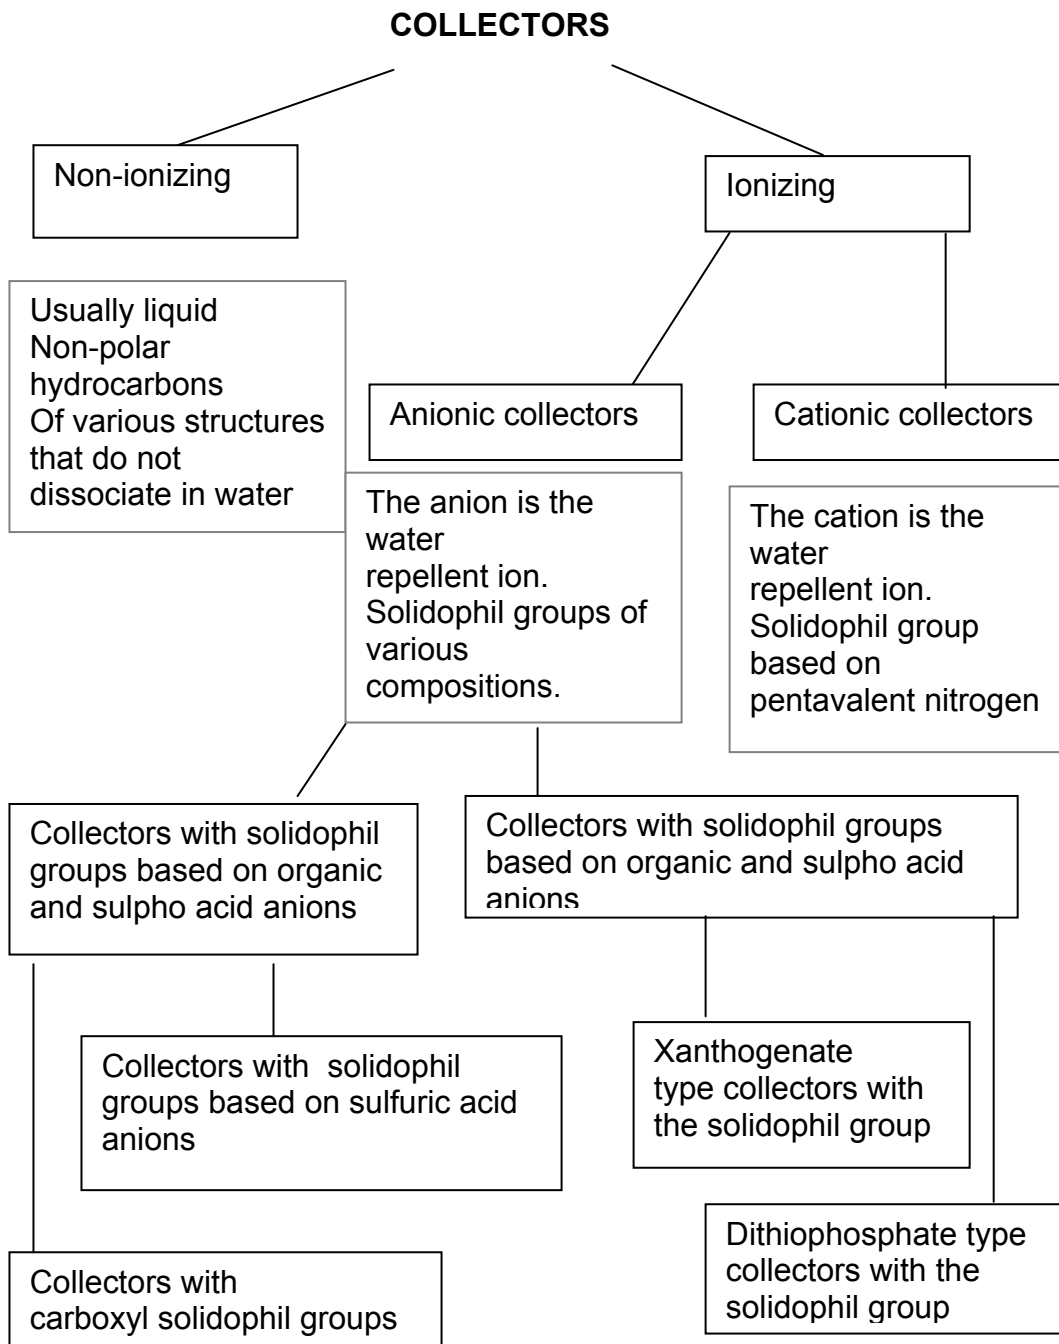 COLLECTORS
Non-ionizing
Ionizing
Usually liquid
Non-polar
hydrocarbons
Of various structures
that do not
dissociate in water
Anionic collectors
Cationic collectors
The anion is the
water
repellent ion.
Solidophil groups of
various
compositions.
The cation is the
water
repellent ion.
Solidophil group
based on
pentavalent nitrogen
Collectors with solidophil
groups based on organic
and sulpho acid anions
Collectors with solidophil groups
based on organic and sulpho acid
anions
Collectors with  solidophil
groups based on sulfuric acid
anions
Xanthogenate
type collectors with
the solidophil group
Collectors with
carboxyl solidophil groups
Dithiophosphate type
collectors with the
solidophil group